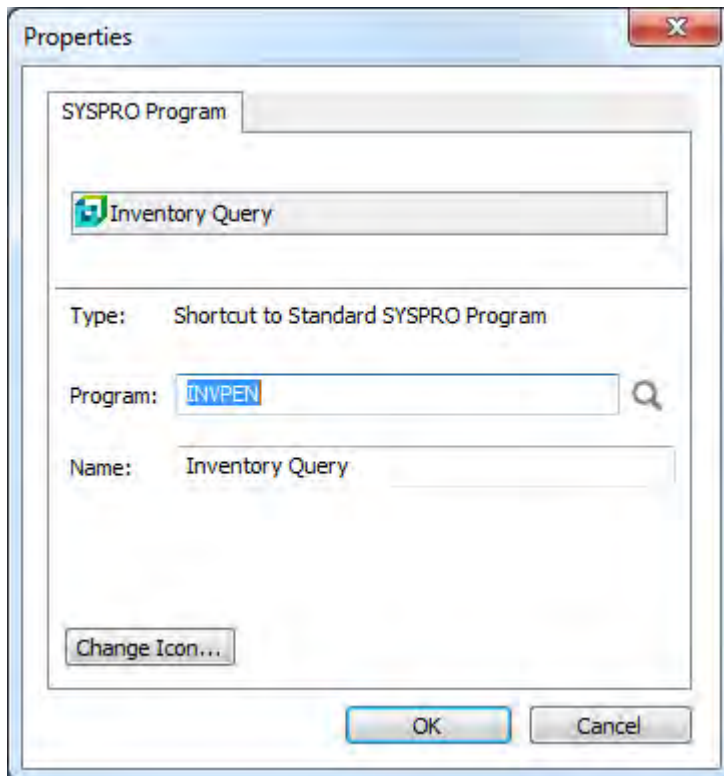 Properties
SYSPRO Program
Inventory Query
Type: Shortcut to Standard SYSPRO Program
Program: INVPEN
Name: Inventory Query
Change Icon...
OK Cancel